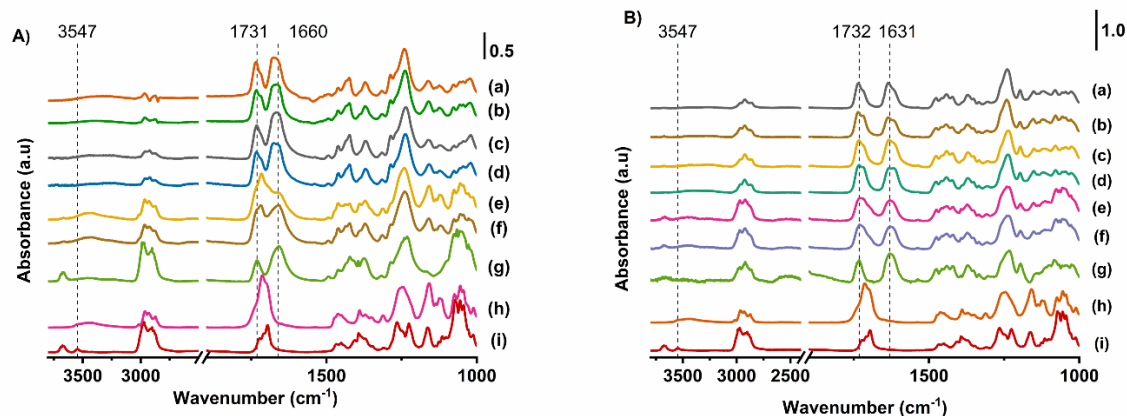 A)
3547
1731
1660
0.5
(a)
(b)
(c)
(d)
(e)
(f)
(g)
(h)
(i)
Absorbance (a.u)
3500
3000
1500
1000
Wavenumber (cm⁻¹)
B)
3547
1732
1631
1.0
(a)
(b)
(c)
(d)
(e)
(f)
(g)
(h)
(i)
Absorbance (a.u)
3500
3000
2500
1500
1000
Wavenumber (cm⁻¹)